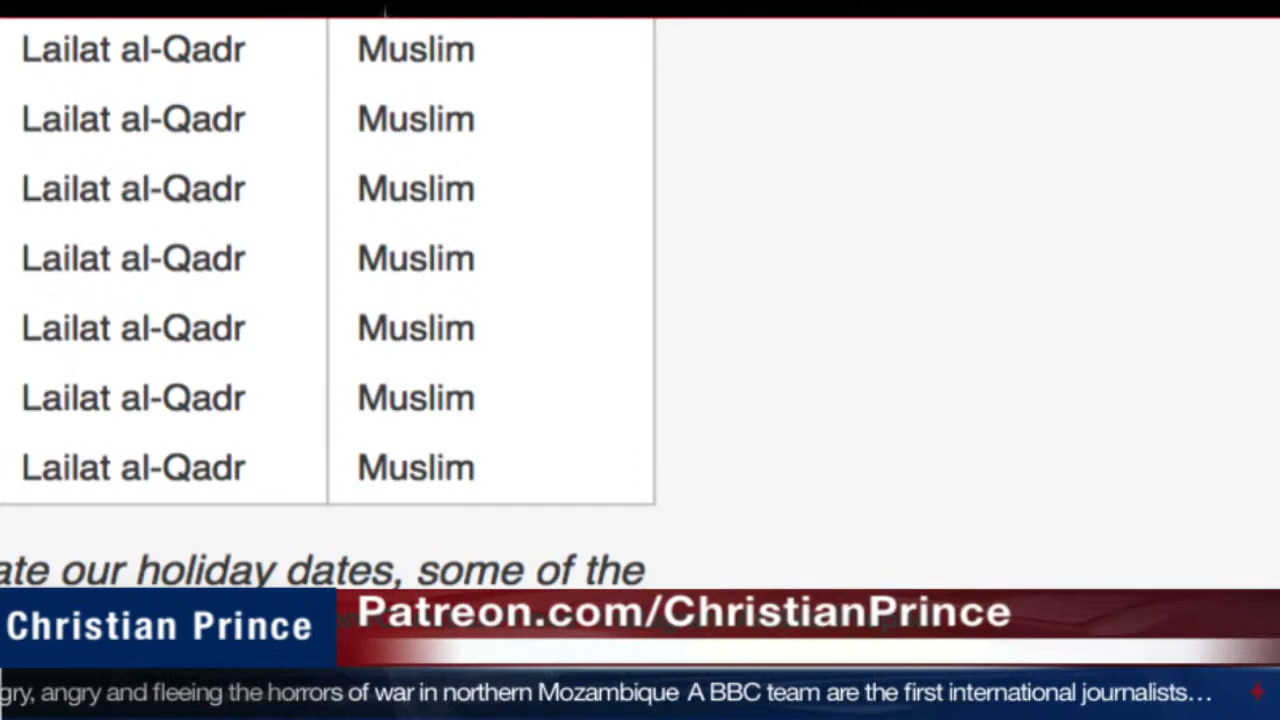 Lailat al-Qadr Muslim
Lailat al-Qadr Muslim
Lailat al-Qadr Muslim
Lailat al-Qadr Muslim
Lailat al-Qadr Muslim
Lailat al-Qadr Muslim
Lailat al-Qadr Muslim
ate our holiday dates, some of the
Christian Prince Patreon.com/ChristianPrince
gry, angry and fleeing the horrors of war in northern Mozambique A BBC team are the first international journalists...